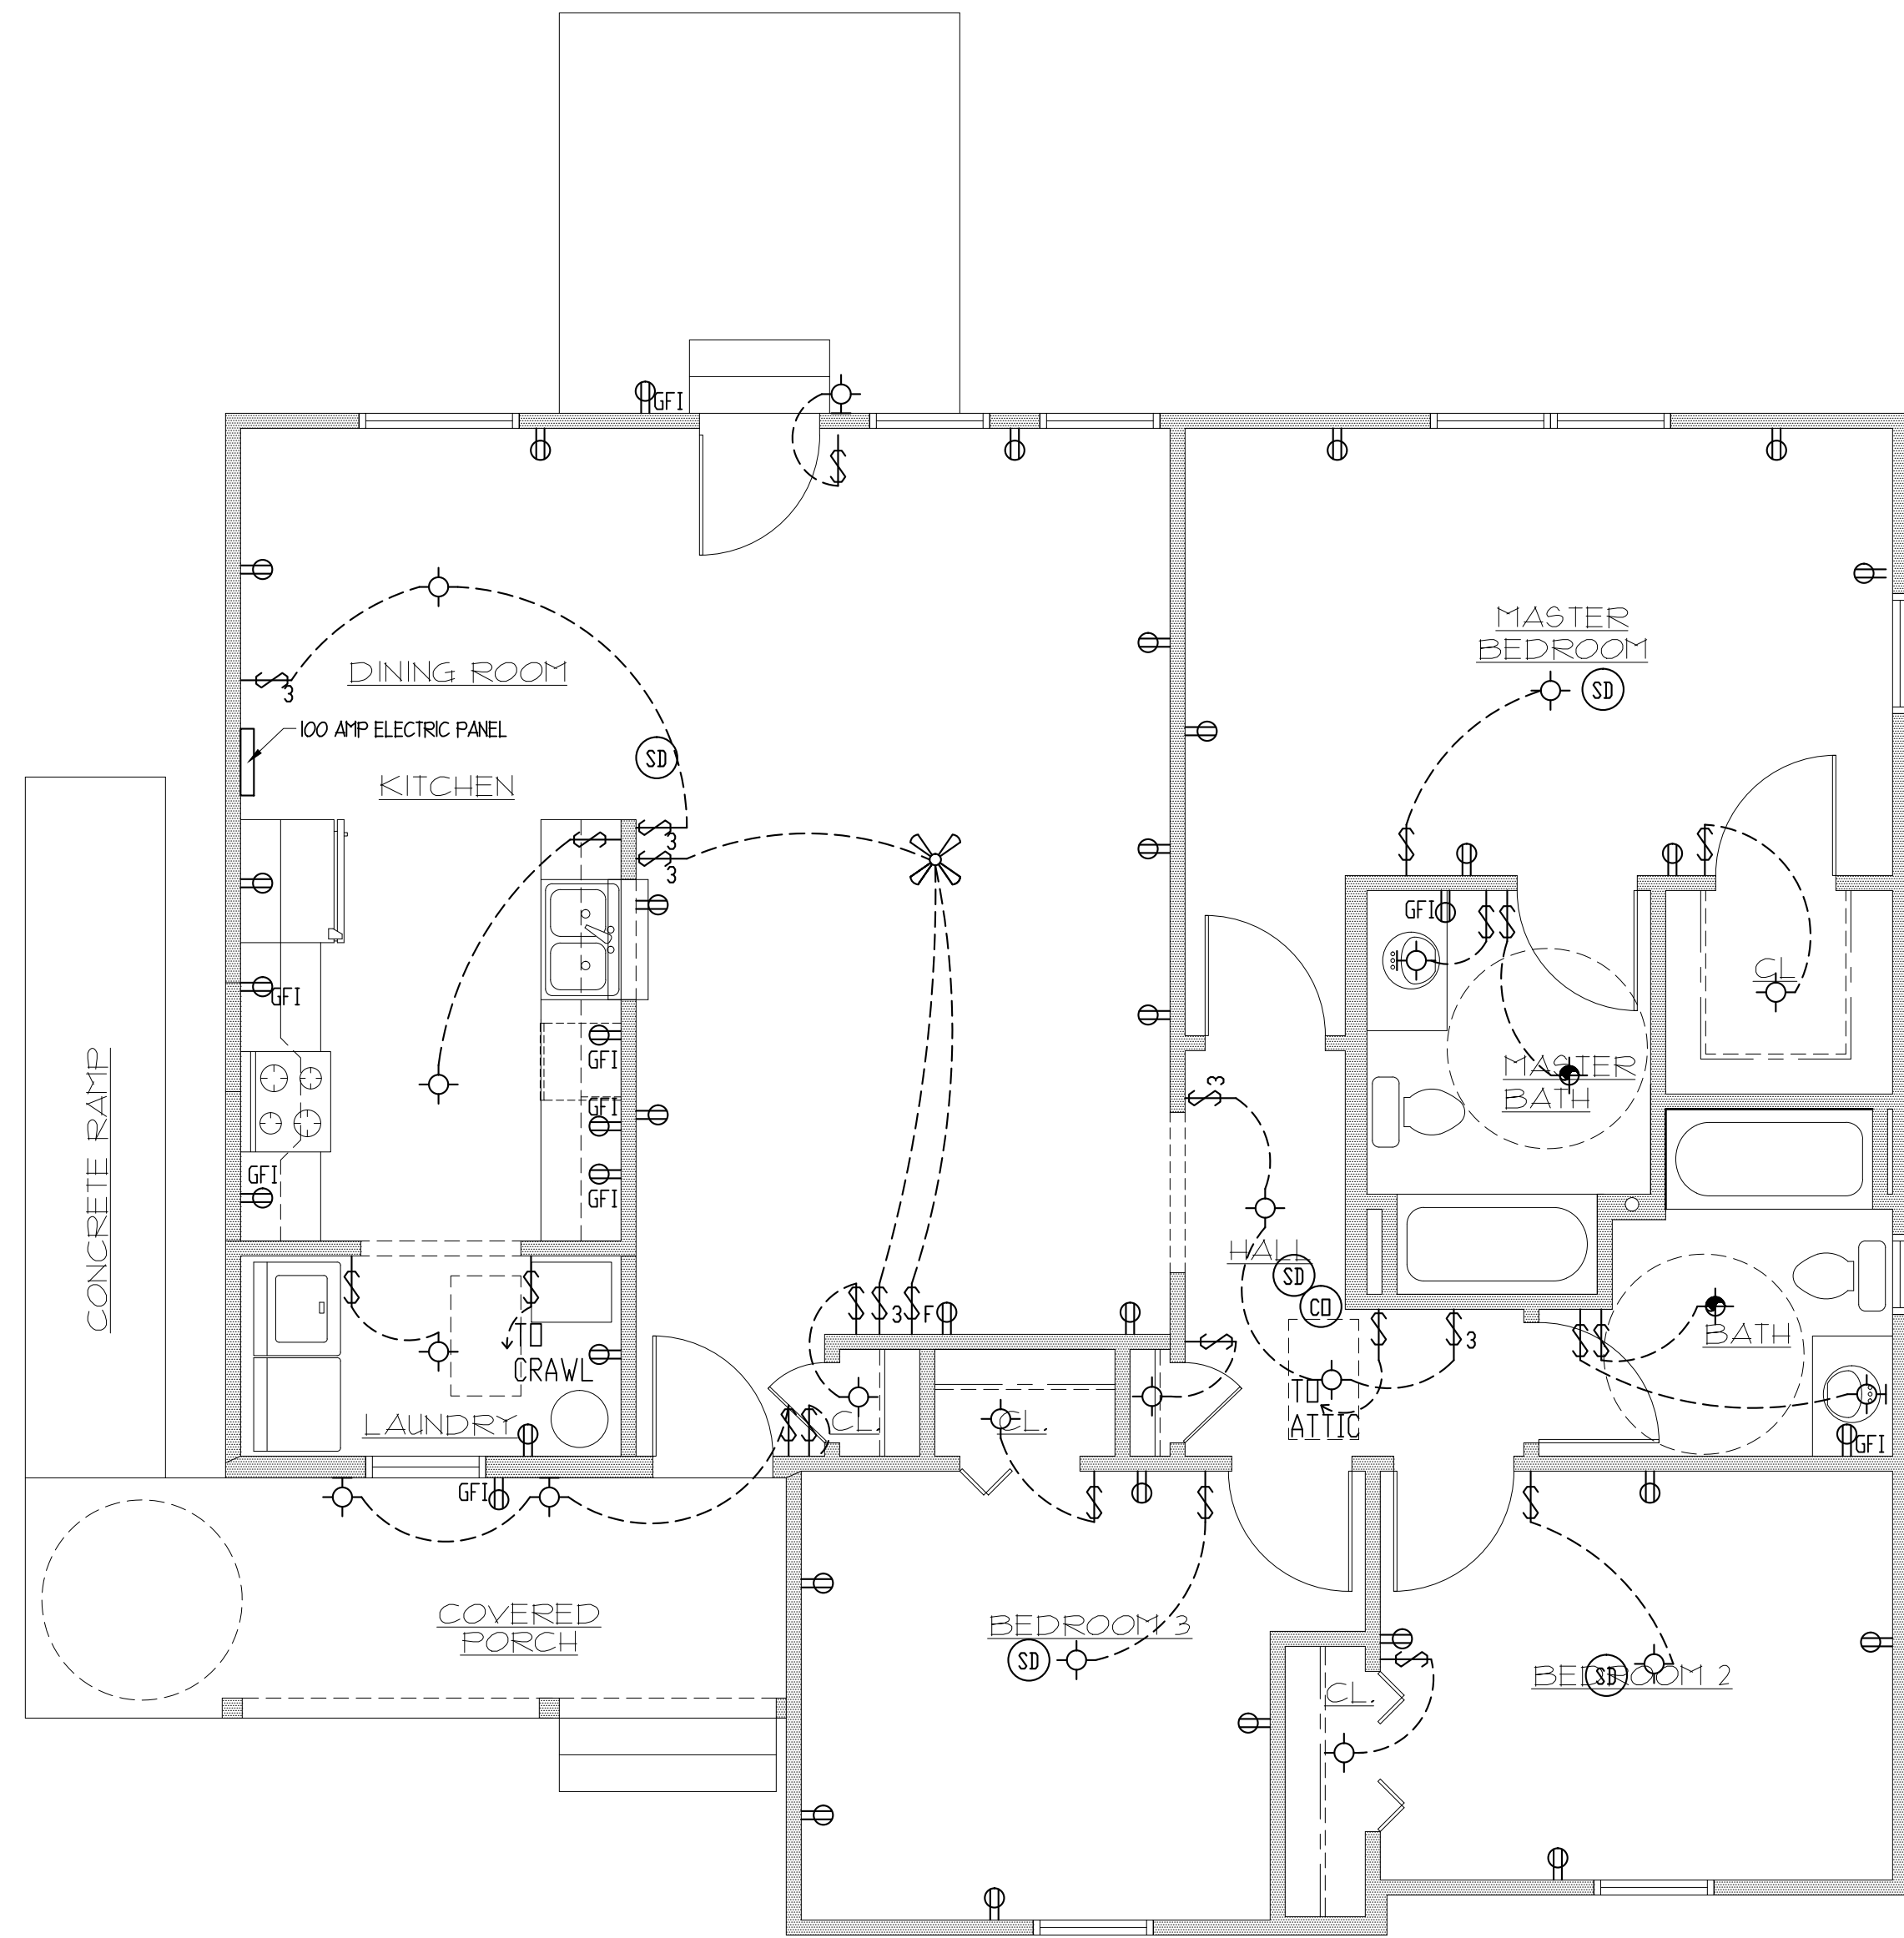 GFI
DINING ROOM
3
100 AMP ELECTRIC PANEL
KITCHEN
SD
3
3
GFI
GFI
GFI
GFI
GFI
CONCRETE RAMP
MASTER
BEDROOM
SD
GFI
CL
MASTER
BATH
3
HALL
SD
CO
3
TO
ATTIC
BATH
GFI
3
F
TO
CRAWL
LAUNDRY
CL.
CL.
GFI
COVERED
PORCH
BEDROOM 3
SD
CL.
BEDROOM 2
SD